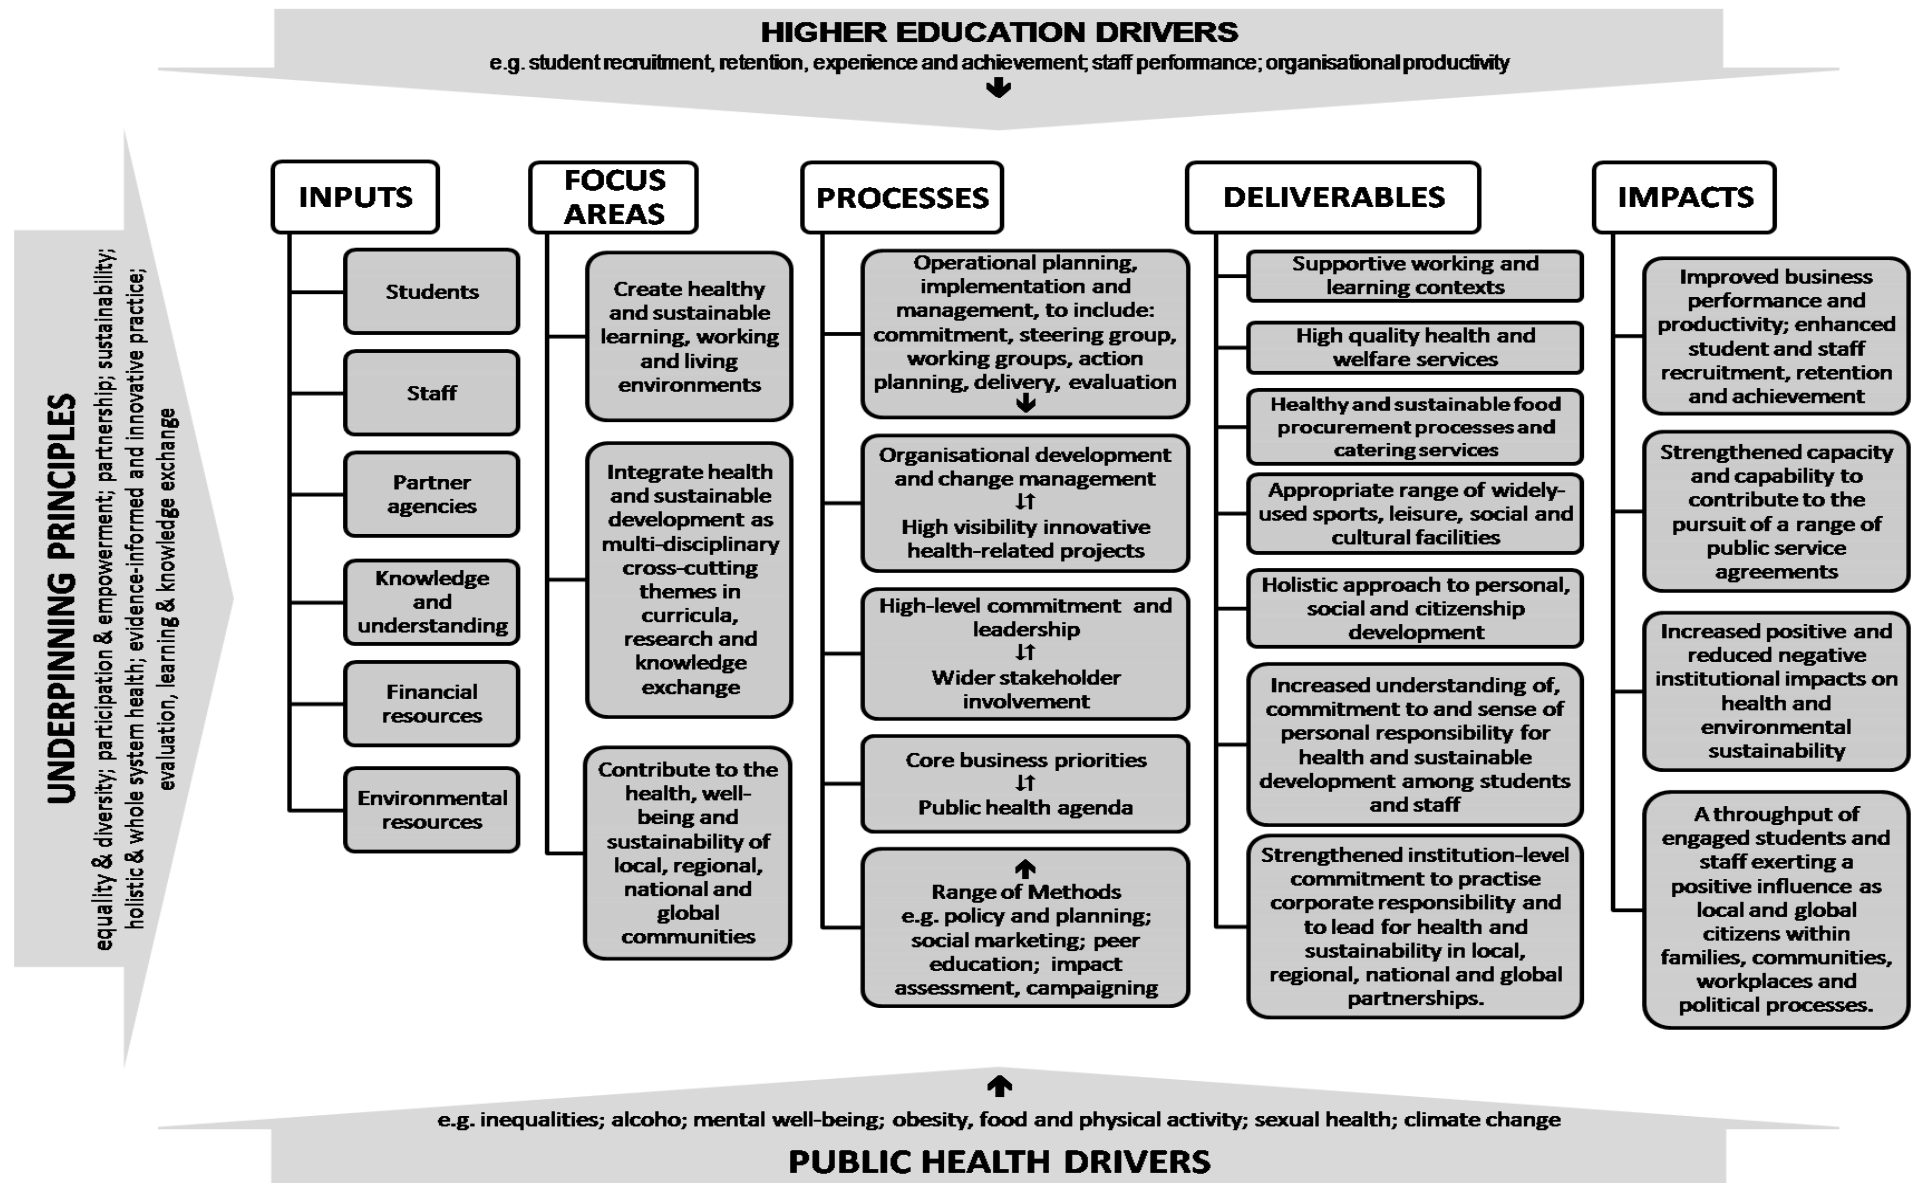 HIGHER EDUCATION DRIVERS
e.g. student recruitment, retention, experience and achievement; staff performance; organisational productivity
UNDERPINNING PRINCIPLES
equality & diversity; participation & empowerment; partnership; sustainability;
holistic & whole system health; evidence-informed and innovative practice;
evaluation, learning & knowledge exchange
INPUTS
Students
Staff
Partner
agencies
Knowledge
and
understanding
Financial
resources
Environmental
resources
FOCUS
AREAS
Create healthy
and sustainable
learning, working
and living
environments
Integrate health
and sustainable
development as
multi-disciplinary
cross-cutting
themes in
curricula,
research and
knowledge
exchange
Contribute to the
health, well-
being and
sustainability of
local, regional,
national and
global
communities
PROCESSES
Operational planning,
implementation and
management, to include:
commitment, steering group,
working groups, action
planning, delivery, evaluation
Organisational development
and change management
High visibility innovative
health-related projects
High-level commitment and
leadership
Wider stakeholder
involvement
Core business priorities
Public health agenda
Range of Methods
e.g. policy and planning;
social marketing; peer
education; impact
assessment, campaigning
DELIVERABLES
Supportive working and
learning contexts
High quality health and
welfare services
Healthy and sustainable food
procurement processes and
catering services
Appropriate range of widely-
used sports, leisure, social and
cultural facilities
Holistic approach to personal,
social and citizenship
development
Increased understanding of,
commitment to and sense of
personal responsibility for
health and sustainable
development among students
and staff
Strengthened institution-level
commitment to practise
corporate responsibility and
to lead for health and
sustainability in local,
regional, national and global
partnerships.
IMPACTS
Improved business
performance and
productivity; enhanced
student and staff
recruitment, retention
and achievement
Strengthened capacity
and capability to
contribute to the
pursuit of a range of
public service
agreements
Increased positive and
reduced negative
institutional impacts on
health and
environmental
sustainability
A throughput of
engaged students and
staff exerting a
positive influence as
local and global
citizens within
families, communities,
workplaces and
political processes.
e.g. inequalities; alcoho; mental well-being; obesity, food and physical activity; sexual health; climate change
PUBLIC HEALTH DRIVERS